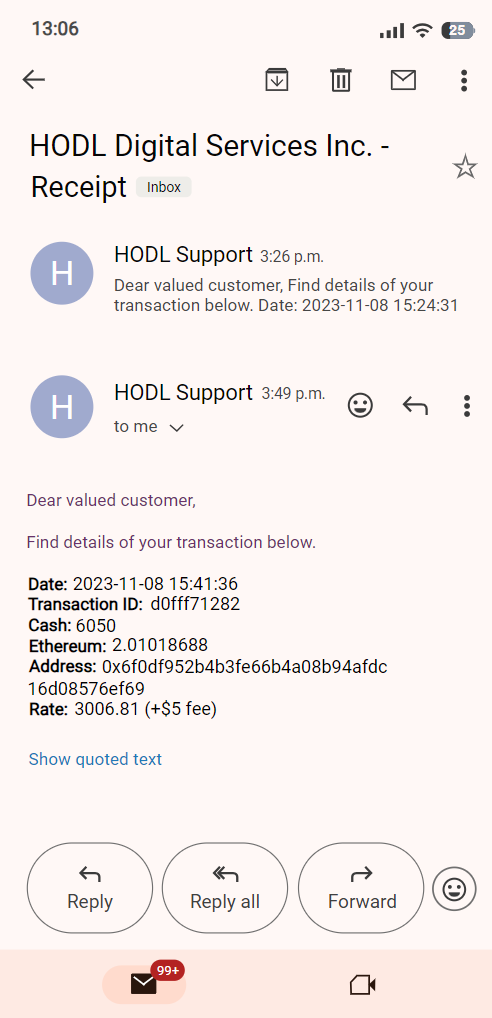 13:06
25
HODL Digital Services Inc. -
Receipt Inbox
HODL Support 3:26 p.m.
H
Dear valued customer, Find details of your
transaction below. Date: 2023-11-08 15:24:31
HODL Support 3:49 p.m.
H
to me
Dear valued customer,
Find details of your transaction below.
Date: 2023-11-08 15:41:36
Transaction ID: d0fff71282
Cash: 6050
Ethereum: 2.01018688
Address: 0x6f0df952b4b3fe66b4a08b94afdc
16d08576ef69
Rate: 3006.81 (+$5 fee)
Show quoted text
Reply Reply all Forward
99+